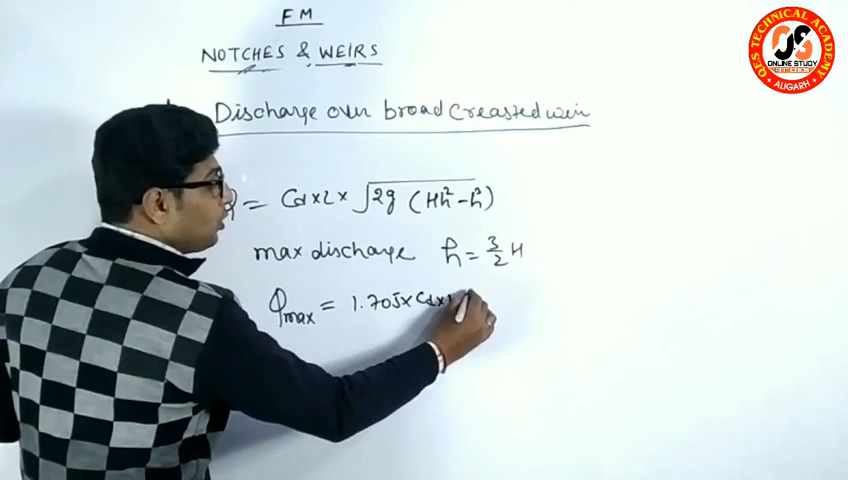 FM
NOTCHES & WEIRS
Discharge over broad Creasted weir
Q = Cd×L× √2g (Hh²-h³)
max discharge h = 3/2 H
Qmax = 1.705×Cd×L
QES TECHNICAL ACADEMY
ONLINE STUDY
ALIGARH